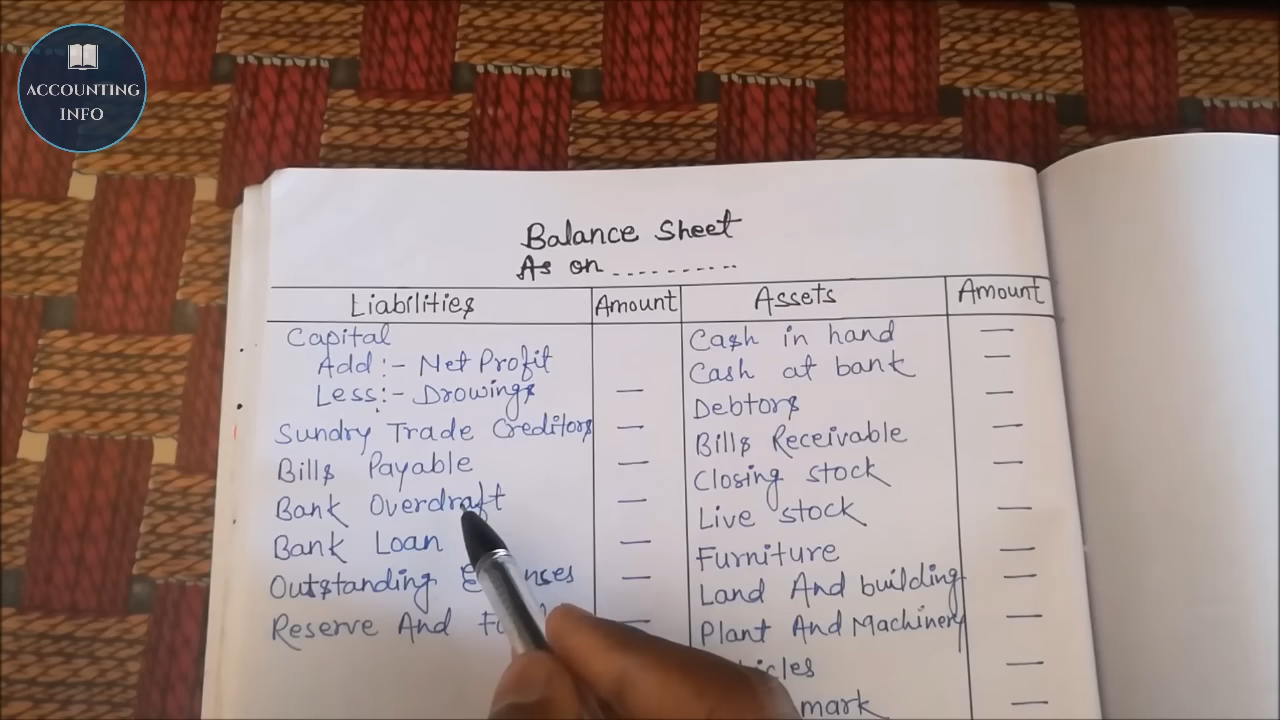 ACCOUNTING
INFO
Balance Sheet
As on ..........
Liabilities Amount Assets Amount
Capital
Add :- Net Profit
Less :- Drowings —
Sundry Trade Creditors —
Bills Payable —
Bank Overdraft —
Bank Loan —
Outstanding —
Reserve And —
Cash in hand —
Cash at bank —
Debtors —
Bills Receivable —
Closing stock —
Live stock —
Furniture
Land And building —
Plant And Machinery —
—
mark —